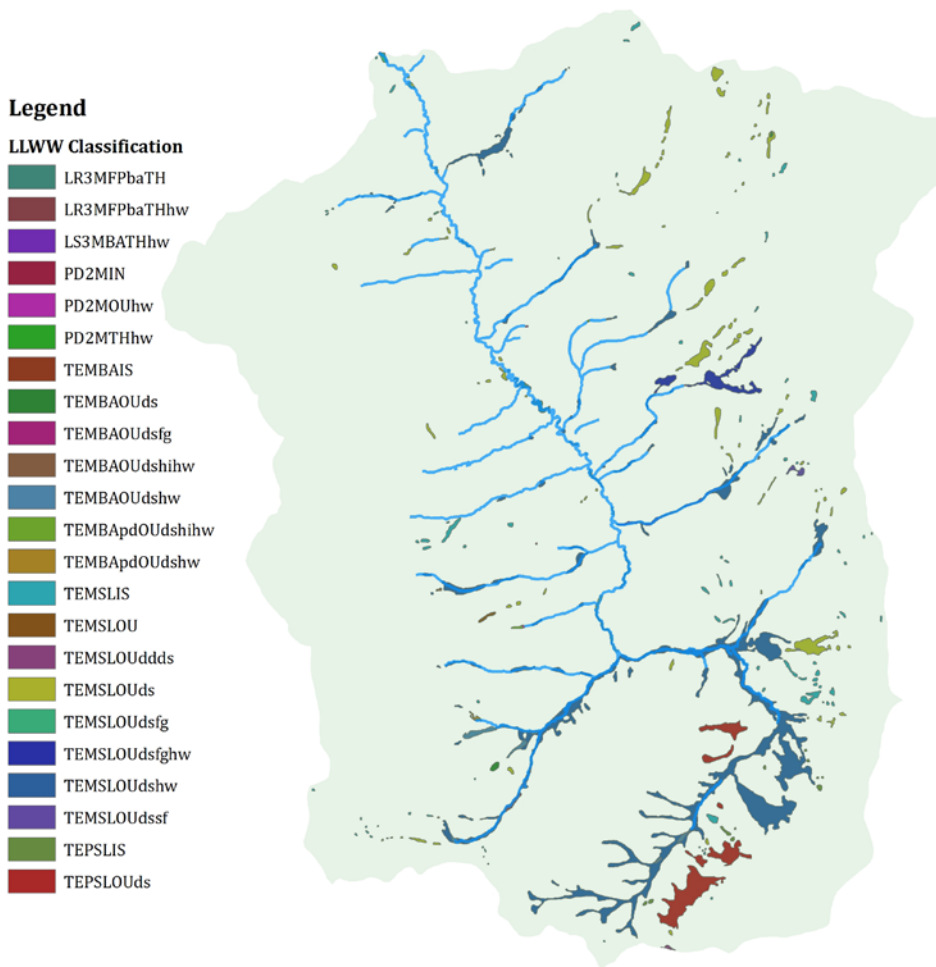 Legend
LLWW Classification
LR3MFPbaTH
LR3MFPbaTHhw
LS3MBATHhw
PD2MIN
PD2MOUhw
PD2MTHhw
TEMBAIS
TEMBAOUds
TEMBAOUdsfg
TEMBAOUdshihw
TEMBAOUdshw
TEMBApdOUdshihw
TEMBApdOUdshw
TEMSLIS
TEMSLOU
TEMSLOUddds
TEMSLOUds
TEMSLOUdsfg
TEMSLOUdsfghw
TEMSLOUdshw
TEMSLOUdssf
TEPSLIS
TEPSLOUds